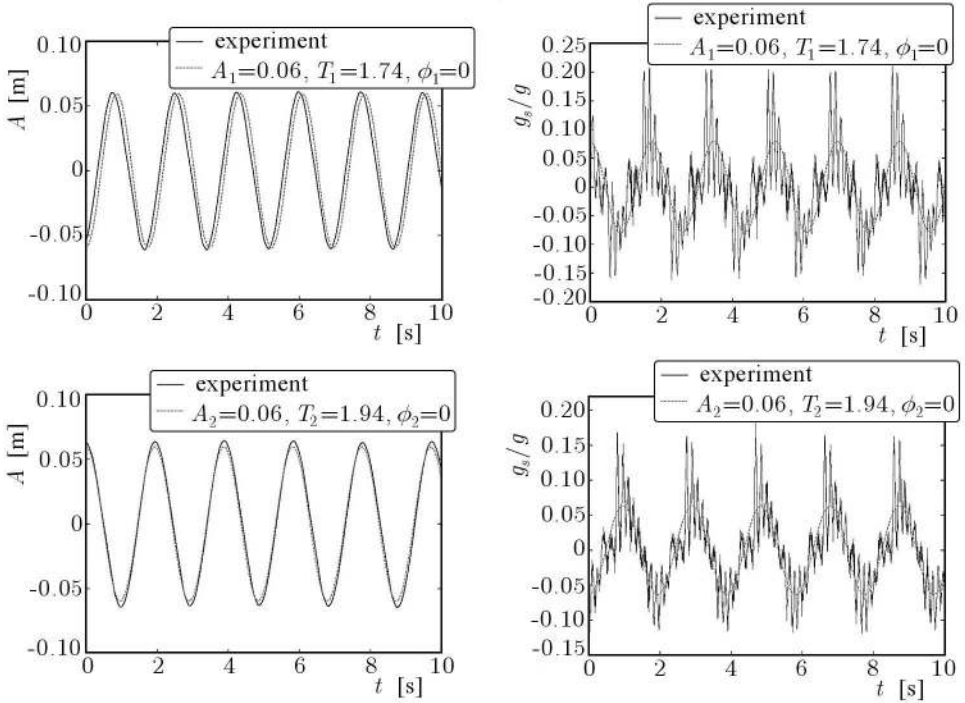 experiment
A₁=0.06, T₁=1.74, ϕ₁=0
A [m]
0.10
0.05
0
-0.05
-0.10
0 2 4 6 8 10
t [s]
experiment
A₁=0.06, T₁=1.74, ϕ₁=0
gₛ/g
0.25
0.20
0.15
0.10
0.05
0
-0.05
-0.10
-0.15
-0.20
0 2 4 6 8 10
t [s]
experiment
A₂=0.06, T₂=1.94, ϕ₂=0
A [m]
0.10
0.05
0
-0.05
-0.10
0 2 4 6 8 10
t [s]
experiment
A₂=0.06, T₂=1.94, ϕ₂=0
gₛ/g
0.20
0.15
0.10
0.05
0
-0.05
-0.10
0.15
0 2 4 6 8 10
t [s]